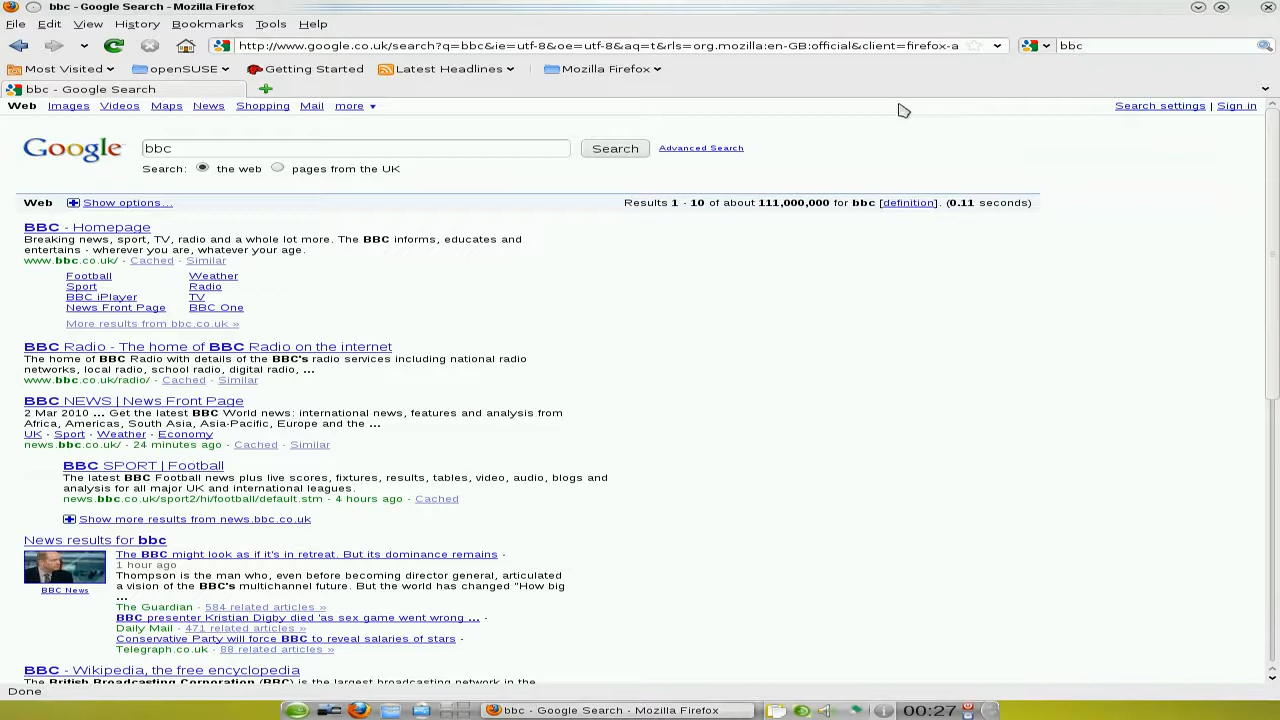 bbc - Google Search - Mozilla Firefox
File Edit View History Bookmarks Tools Help
http://www.google.co.uk/search?q=bbc&ie=utf-8&oe=utf-8&aq=t&rls=org.mozilla:en-GB:official&client=firefox-a bbc
Most Visited openSUSE Getting Started Latest Headlines Mozilla Firefox
bbc - Google Search
Web Images Videos Maps News Shopping Mail more Search settings | Sign in
Google bbc Search Advanced Search
Search: the web pages from the UK
Web Show options... Results 1 - 10 of about 111,000,000 for bbc [definition]. (0.11 seconds)
BBC - Homepage
Breaking news, sport, TV, radio and a whole lot more. The BBC informs, educates and
entertains - wherever you are, whatever your age.
www.bbc.co.uk/ - Cached - Similar
Football Weather
Sport Radio
BBC iPlayer TV
News Front Page BBC One
More results from bbc.co.uk »
BBC Radio - The home of BBC Radio on the internet
The home of BBC Radio with details of the BBC's radio services including national radio
networks, local radio, school radio, digital radio, ...
www.bbc.co.uk/radio/ - Cached - Similar
BBC NEWS | News Front Page
2 Mar 2010 ... Get the latest BBC World news: international news, features and analysis from
Africa, Americas, South Asia, Asia-Pacific, Europe and the ...
UK - Sport - Weather - Economy
news.bbc.co.uk/ - 24 minutes ago - Cached - Similar
BBC SPORT | Football
The latest BBC Football news plus live scores, fixtures, results, tables, video, audio, blogs and
analysis for all major UK and international leagues.
news.bbc.co.uk/sport2/hi/football/default.stm - 4 hours ago - Cached
Show more results from news.bbc.co.uk
News results for bbc
The BBC might look as if it's in retreat. But its dominance remains -
1 hour ago
Thompson is the man who, even before becoming director general, articulated
a vision of the BBC's multichannel future. But the world has changed "How big
...
BBC News
The Guardian - 584 related articles »
BBC presenter Kristian Digby died 'as sex game went wrong ... -
Daily Mail - 471 related articles »
Conservative Party will force BBC to reveal salaries of stars -
Telegraph.co.uk - 88 related articles »
BBC - Wikipedia, the free encyclopedia
The British Broadcasting Corporation (BBC) is the largest broadcasting network in the
Done
bbc - Google Search - Mozilla Firefox 00:27